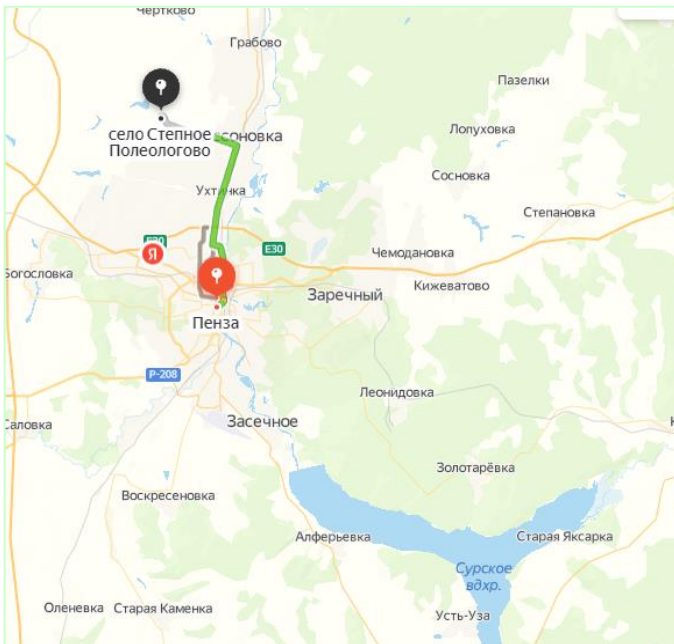 Чертково
Грабово
Пазелки
село Степное
Полеологово
ссоновка
Лопуховка
Сосновка
Ухтинка
Степановка
E30
E30
Я
Чемодановка
Богословка
Кижеватово
Заречный
Пенза
Р-208
Леонидовка
Саловка
Засечное
Золотарёвка
Воскресеновка
Алферьевка
Старая Яксарка
Сурское
вдхр.
Оленевка
Старая Каменка
Усть-Уза